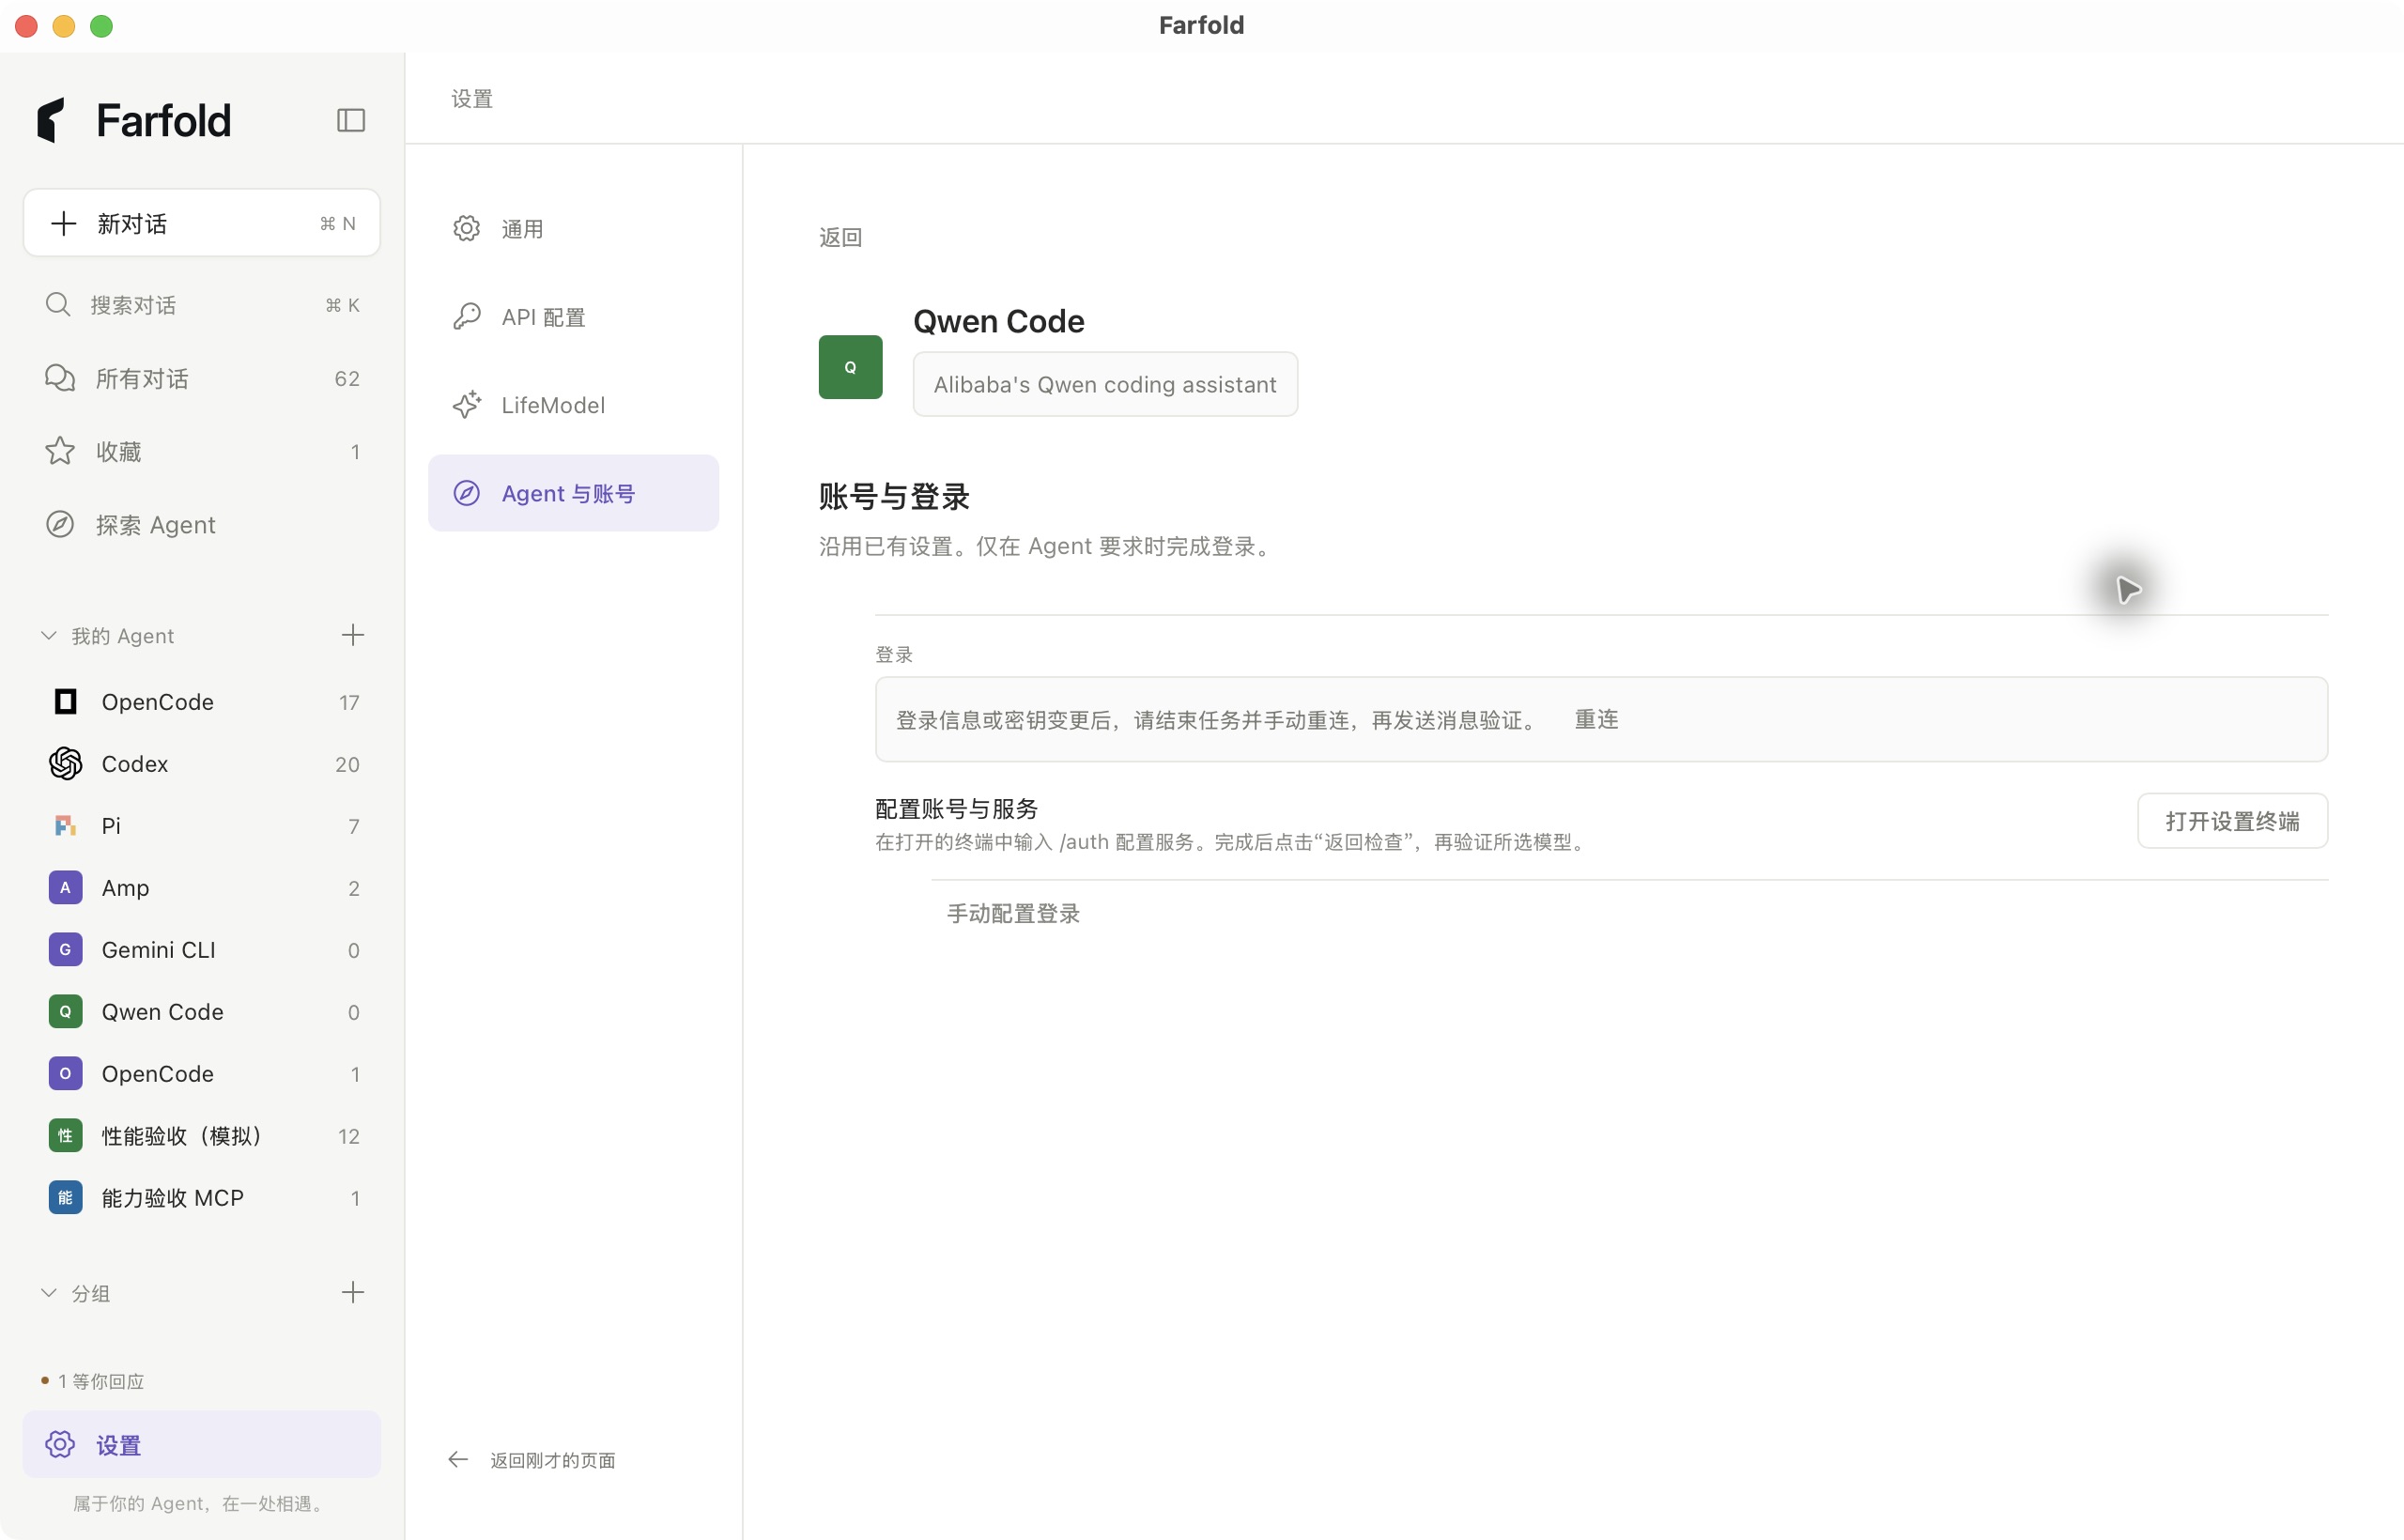 Farfold
Farfold
新对话 ⌘ N
搜索对话 ⌘ K
所有对话 62
收藏 1
探索 Agent
我的 Agent
OpenCode 17
Codex 20
Pi 7
A Amp 2
G Gemini CLI 0
Q Qwen Code 0
O OpenCode 1
性 性能验收（模拟） 12
能 能力验收 MCP 1
分组
1 等你回应
设置
属于你的 Agent，在一处相遇。
设置
通用
API 配置
LifeModel
Agent 与账号
返回刚才的页面
返回
Q
Qwen Code
Alibaba's Qwen coding assistant
账号与登录
沿用已有设置。仅在 Agent 要求时完成登录。
登录
登录信息或密钥变更后，请结束任务并手动重连，再发送消息验证。 重连
配置账号与服务
在打开的终端中输入 /auth 配置服务。完成后点击“返回检查”，再验证所选模型。
打开设置终端
手动配置登录